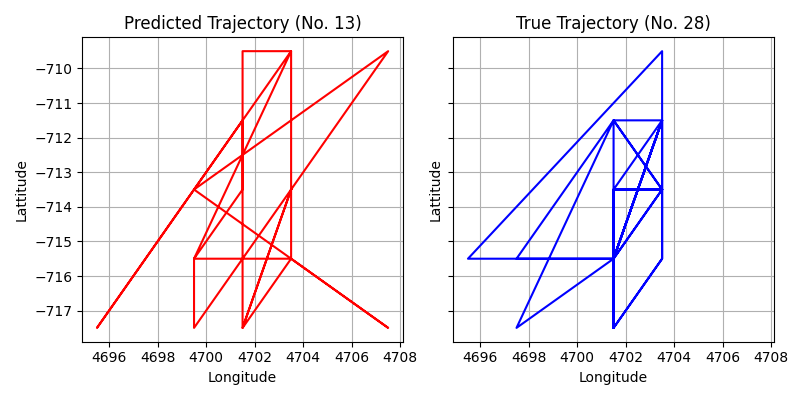 Predicted Trajectory (No. 13)
True Trajectory (No. 28)
Lattitude
−710
−711
−712
−713
−714
−715
−716
−717
4696 4698 4700 4702 4704 4706 4708
Longitude
Lattitude
4696 4698 4700 4702 4704 4706 4708
Longitude